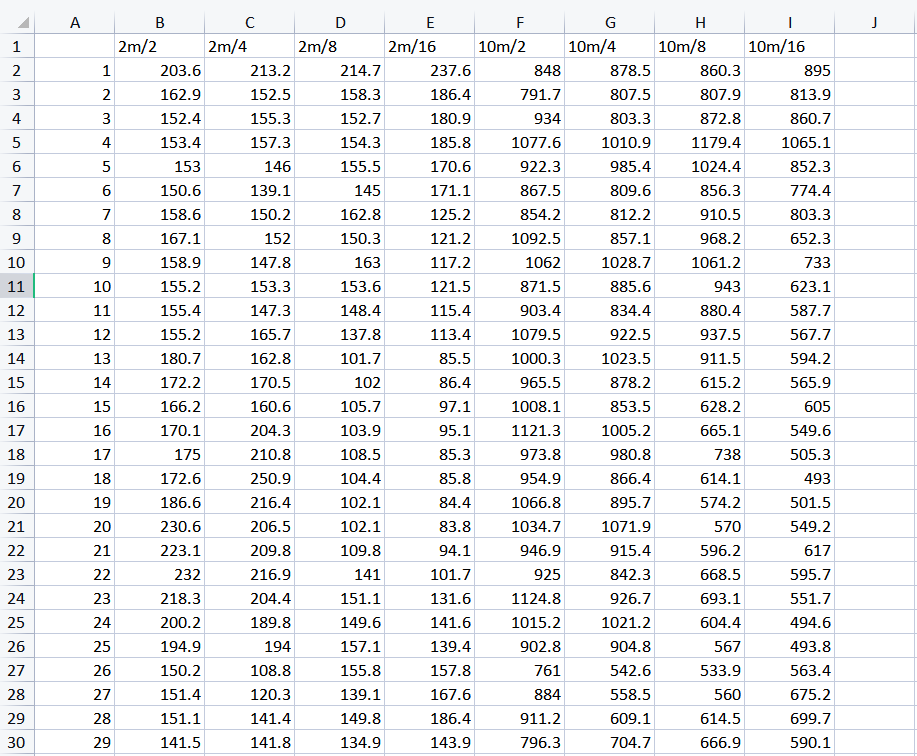 A B C D E F G H I J
1 2m/2 2m/4 2m/8 2m/16 10m/2 10m/4 10m/8 10m/16
2 1 203.6 213.2 214.7 237.6 848 878.5 860.3 895
3 2 162.9 152.5 158.3 186.4 791.7 807.5 807.9 813.9
4 3 152.4 155.3 152.7 180.9 934 803.3 872.8 860.7
5 4 153.4 157.3 154.3 185.8 1077.6 1010.9 1179.4 1065.1
6 5 153 146 155.5 170.6 922.3 985.4 1024.4 852.3
7 6 150.6 139.1 145 171.1 867.5 809.6 856.3 774.4
8 7 158.6 150.2 162.8 125.2 854.2 812.2 910.5 803.3
9 8 167.1 152 150.3 121.2 1092.5 857.1 968.2 652.3
10 9 158.9 147.8 163 117.2 1062 1028.7 1061.2 733
11 10 155.2 153.3 153.6 121.5 871.5 885.6 943 623.1
12 11 155.4 147.3 148.4 115.4 903.4 834.4 880.4 587.7
13 12 155.2 165.7 137.8 113.4 1079.5 922.5 937.5 567.7
14 13 180.7 162.8 101.7 85.5 1000.3 1023.5 911.5 594.2
15 14 172.2 170.5 102 86.4 965.5 878.2 615.2 565.9
16 15 166.2 160.6 105.7 97.1 1008.1 853.5 628.2 605
17 16 170.1 204.3 103.9 95.1 1121.3 1005.2 665.1 549.6
18 17 175 210.8 108.5 85.3 973.8 980.8 738 505.3
19 18 172.6 250.9 104.4 85.8 954.9 866.4 614.1 493
20 19 186.6 216.4 102.1 84.4 1066.8 895.7 574.2 501.5
21 20 230.6 206.5 102.1 83.8 1034.7 1071.9 570 549.2
22 21 223.1 209.8 109.8 94.1 946.9 915.4 596.2 617
23 22 232 216.9 141 101.7 925 842.3 668.5 595.7
24 23 218.3 204.4 151.1 131.6 1124.8 926.7 693.1 551.7
25 24 200.2 189.8 149.6 141.6 1015.2 1021.2 604.4 494.6
26 25 194.9 194 157.1 139.4 902.8 904.8 567 493.8
27 26 150.2 108.8 155.8 157.8 761 542.6 533.9 563.4
28 27 151.4 120.3 139.1 167.6 884 558.5 560 675.2
29 28 151.1 141.4 149.8 186.4 911.2 609.1 614.5 699.7
30 29 141.5 141.8 134.9 143.9 796.3 704.7 666.9 590.1